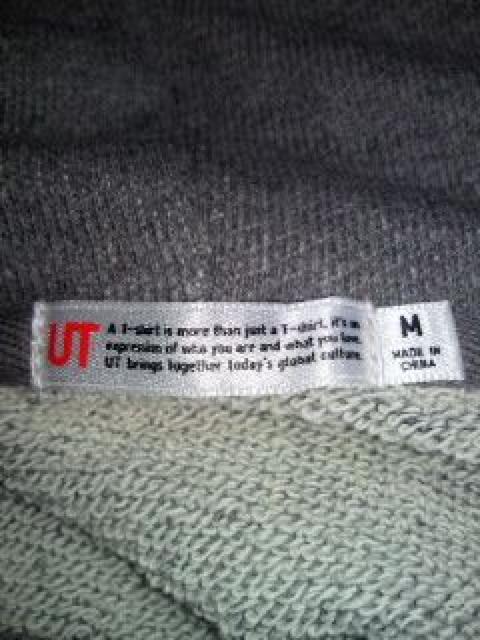 UT
A T-shirt is more than just a T-shirt, it's an
expression of who you are and what you love.
UT brings together today's global culture.
M
MADE IN
CHINA